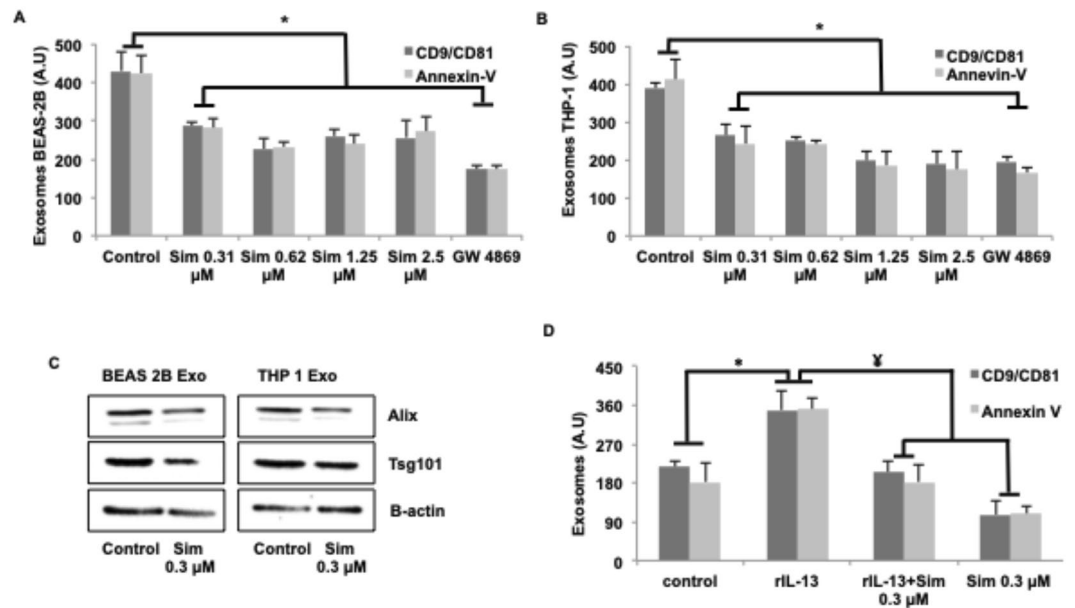 A
*
500
400
300
200
100
0
Exosomes BEAS-2B (A.U)
CD9/CD81
Annexin-V
Control
Sim 0.31 µM
Sim 0.62 µM
Sim 1.25 µM
Sim 2.5 µM
GW 4869
B
*
500
400
300
200
100
0
Exosomes THP-1 (A.U)
CD9/CD81
Annevin-V
Control
Sim 0.31 µM
Sim 0.62 µM
Sim 1.25 µM
Sim 2.5 µM
GW 4869
C
BEAS 2B Exo
THP 1 Exo
Alix
Tsg101
B-actin
Control
Sim 0.3 µM
Control
Sim 0.3 µM
D
*
¥
450
360
270
180
90
0
Exosomes (A.U)
CD9/CD81
Annexin V
control
rIL-13
rIL-13+Sim 0.3 µM
Sim 0.3 µM